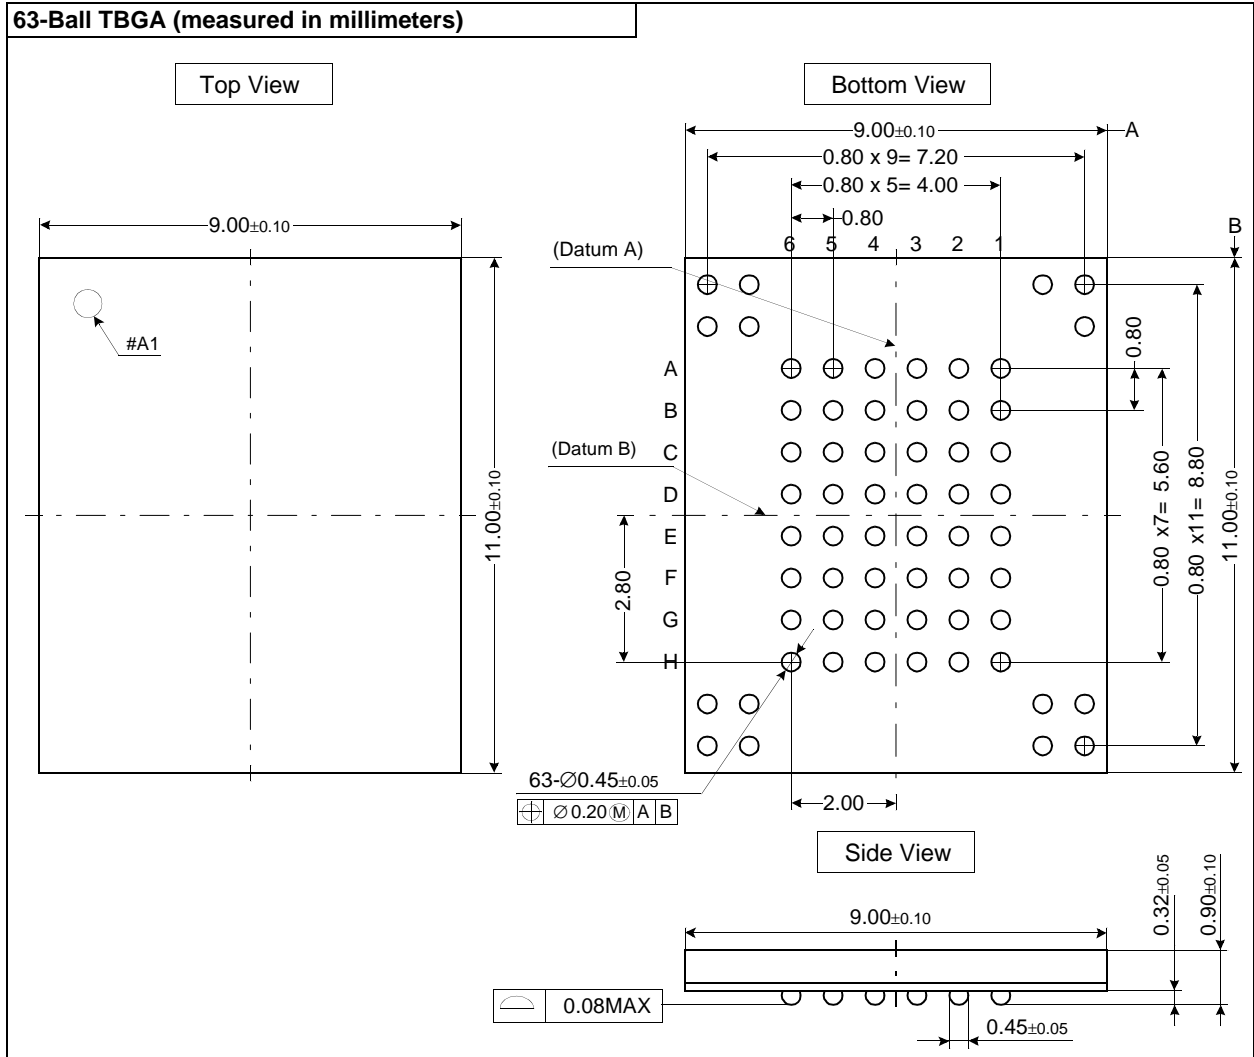 63-Ball TBGA (measured in millimeters)
Top View
Bottom View
9.00±0.10
A
0.80 x 9= 7.20
0.80 x 5= 4.00
0.80
9.00±0.10
B
(Datum A)
6 5 4 3 2 1
#A1
0.80
A
B
(Datum B)
C
D
E
F
G
H
11.00±0.10
2.80
0.80 x7= 5.60
0.80 x11= 8.80
11.00±0.10
63-Ø0.45±0.05
⌖ Ø 0.20 Ⓜ A B
2.00
Side View
9.00±0.10
0.32±0.05
0.90±0.10
0.08MAX
0.45±0.05